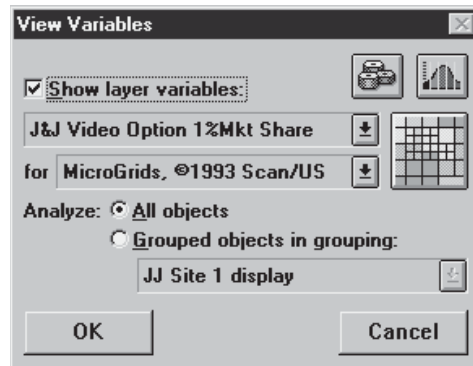 View Variables
Show layer variables:
J&J Video Option 1%Mkt Share
for MicroGrids, ©1993 Scan/US
Analyze: All objects
Grouped objects in grouping:
JJ Site 1 display
OK Cancel